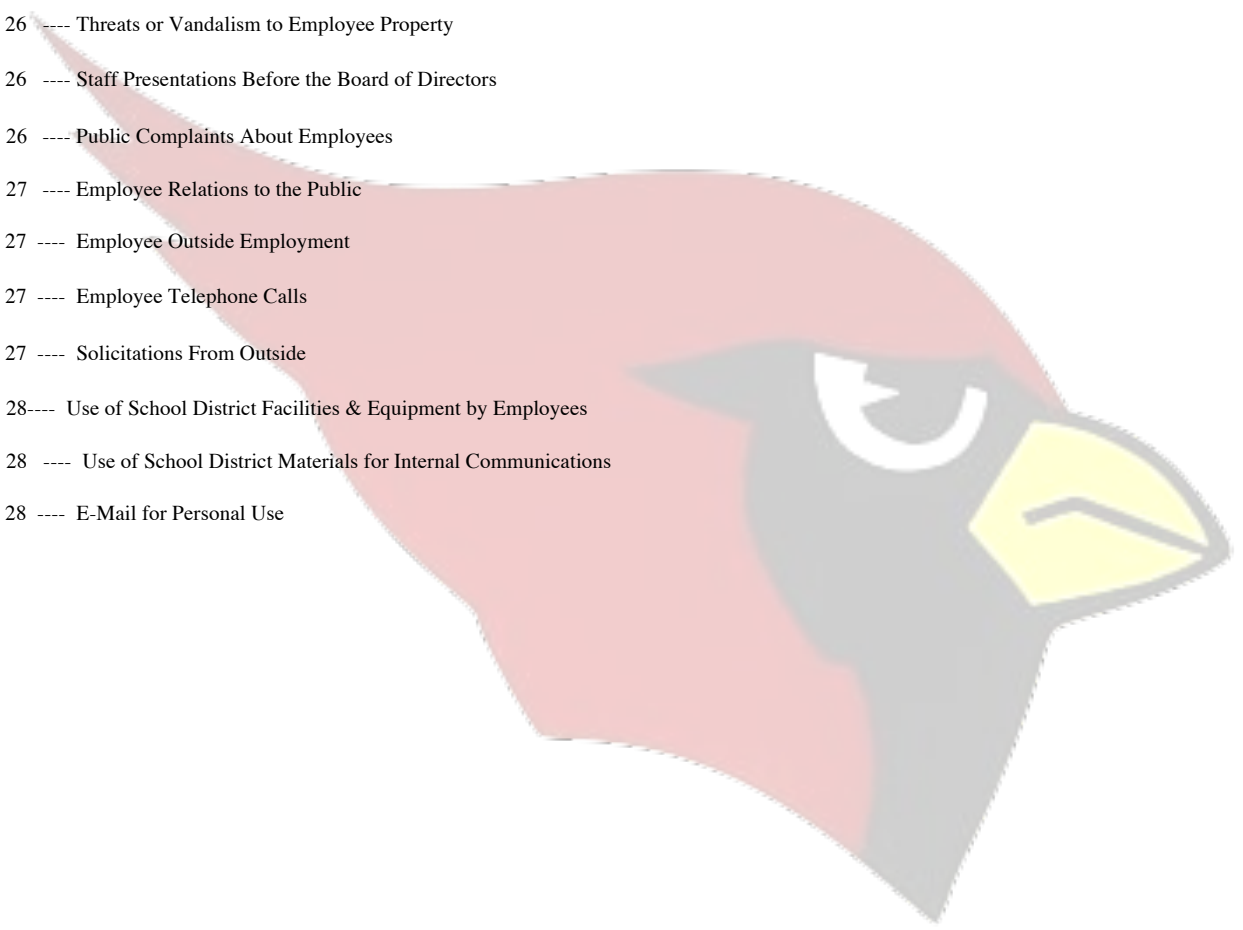 26 ---- Threats or Vandalism to Employee Property
26 ---- Staff Presentations Before the Board of Directors
26 ---- Public Complaints About Employees
27 ---- Employee Relations to the Public
27 ---- Employee Outside Employment
27 ---- Employee Telephone Calls
27 ---- Solicitations From Outside
28---- Use of School District Facilities & Equipment by Employees
28 ---- Use of School District Materials for Internal Communications
28 ---- E-Mail for Personal Use